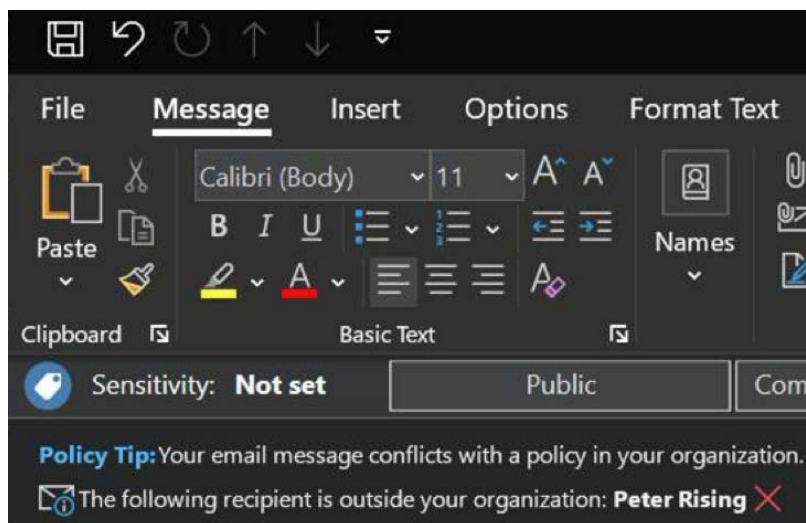 File Message Insert Options Format Text
Calibri (Body) 11 A A
B I U
Paste
Names
A A
Clipboard Basic Text
Sensitivity: Not set Public Com
Policy Tip: Your email message conflicts with a policy in your organization.
The following recipient is outside your organization: Peter Rising